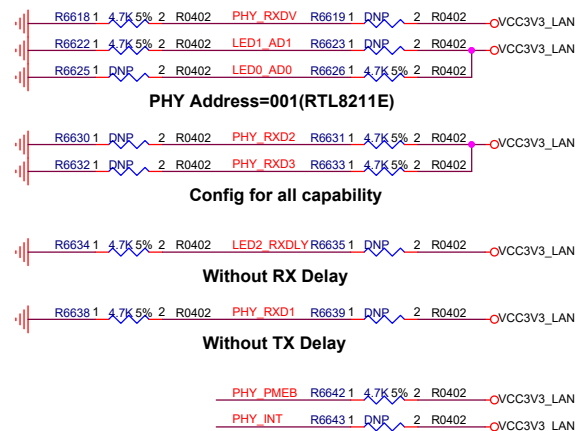 R6618 1 4.7K 5% 2 R0402 PHY_RXDV R6619 1 DNP 2 R0402 VCC3V3_LAN
R6622 1 4.7K 5% 2 R0402 LED1_AD1 R6623 1 DNP 2 R0402 VCC3V3_LAN
R6625 1 DNP 2 R0402 LED0_AD0 R6626 1 4.7K 5% 2 R0402
PHY Address=001(RTL8211E)
R6630 1 DNP 2 R0402 PHY_RXD2 R6631 1 4.7K 5% 2 R0402 VCC3V3_LAN
R6632 1 DNP 2 R0402 PHY_RXD3 R6633 1 4.7K 5% 2 R0402
Config for all capability
R6634 1 4.7K 5% 2 R0402 LED2_RXDLY R6635 1 DNP 2 R0402 VCC3V3_LAN
Without RX Delay
R6638 1 4.7K 5% 2 R0402 PHY_RXD1 R6639 1 DNP 2 R0402 VCC3V3_LAN
Without TX Delay
PHY_PMEB R6642 1 4.7K 5% 2 R0402 VCC3V3_LAN
PHY_INT R6643 1 DNP 2 R0402 VCC3V3_LAN